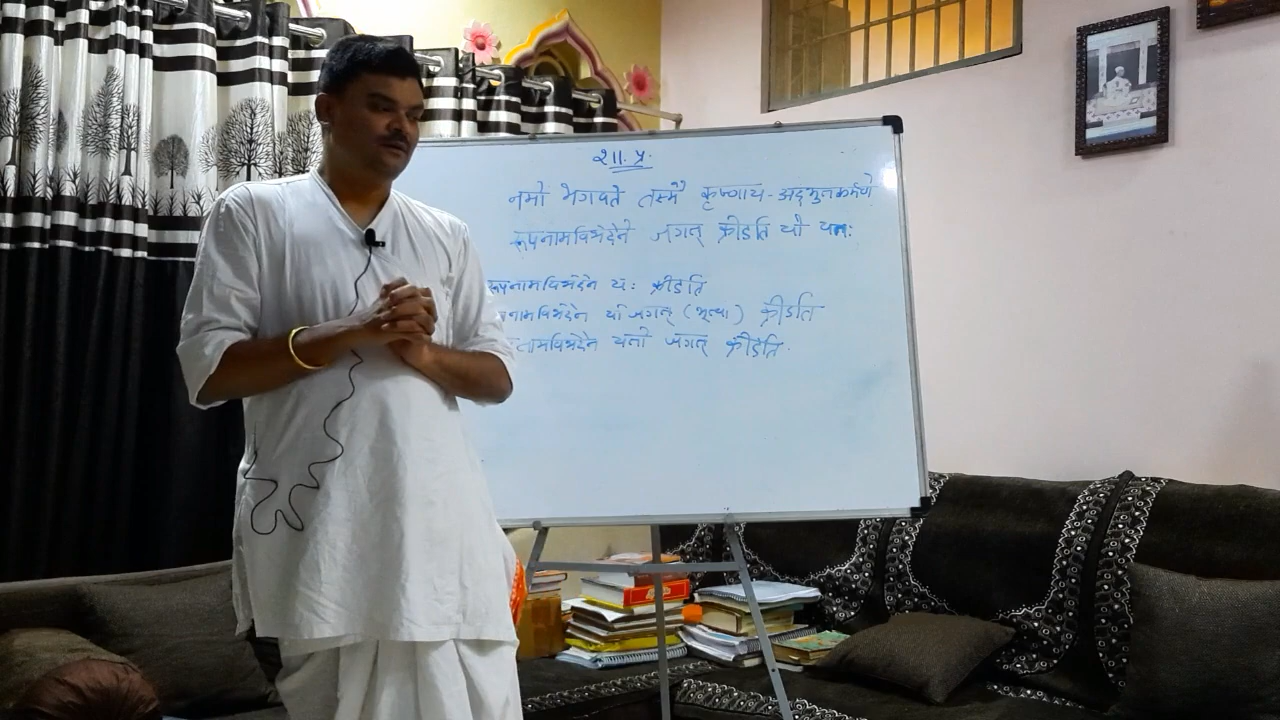 शा. प्र.
नमो भगवते तस्मै कृष्णाय-अद्भुतकर्मणे
रूपनामविभेदेन जगत् क्रीडति यो यतः
रूपनामविभेदेन यः क्रीडति
नामविभेदेन यो जगत् (भूत्वा) क्रीडति
नामविभेदेन यतो जगत् क्रीडति.